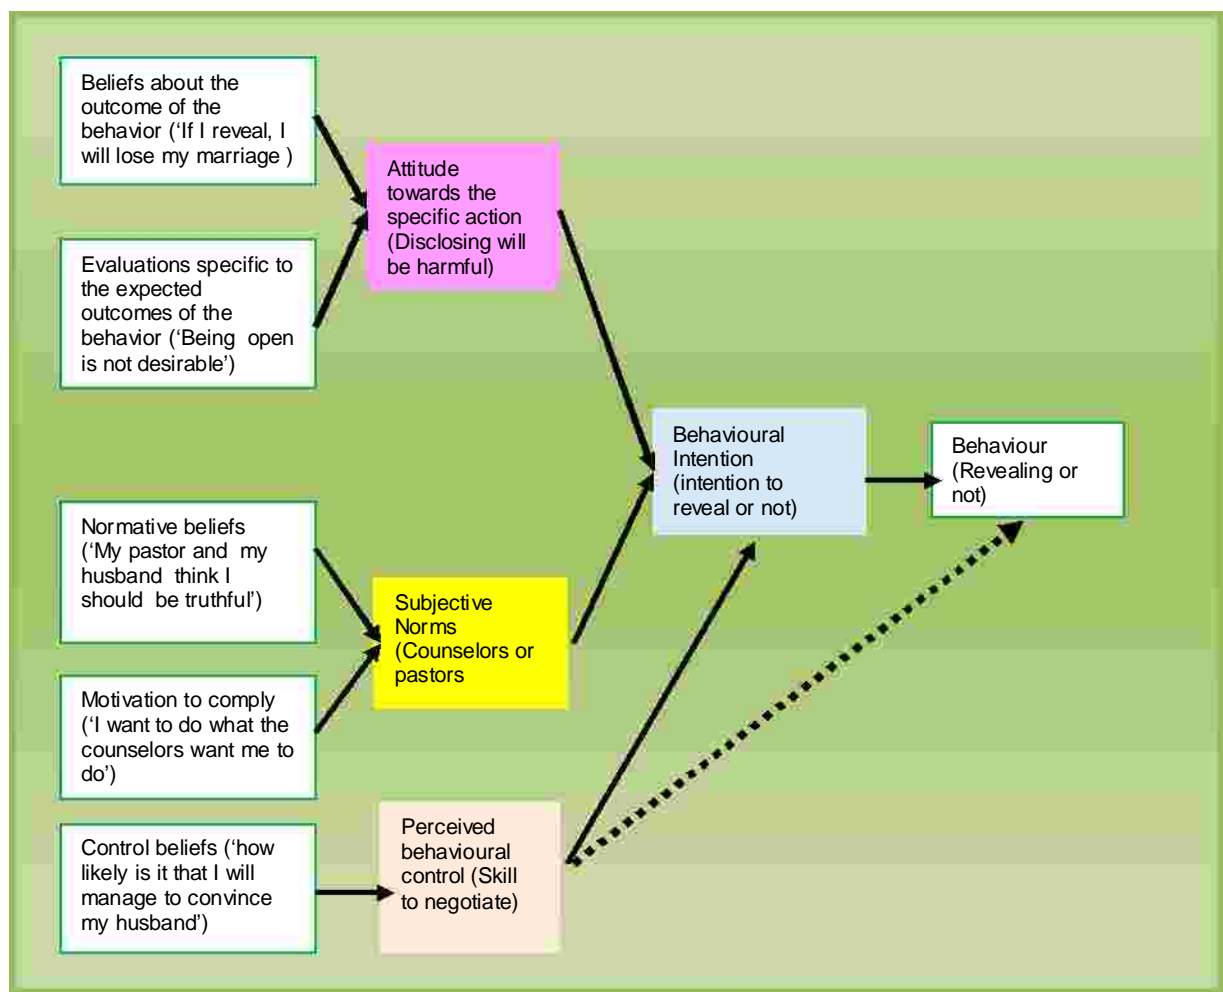 Beliefs about the
outcome of the
behavior (‘If I reveal, I
will lose my marriage )
Evaluations specific to
the expected
outcomes of the
behavior (‘Being open
is not desirable’)
Attitude
towards the
specific action
(Disclosing will
be harmful)
Normative beliefs
(‘My pastor and my
husband think I
should be truthful’)
Motivation to comply
(‘I want to do what the
counselors want me to
do’)
Subjective
Norms
(Counselors or
pastors
Control beliefs (‘how
likely is it that I will
manage to convince
my husband’)
Perceived
behavioural
control (Skill
to negotiate)
Behavioural
Intention
(intention to
reveal or not)
Behaviour
(Revealing or
not)